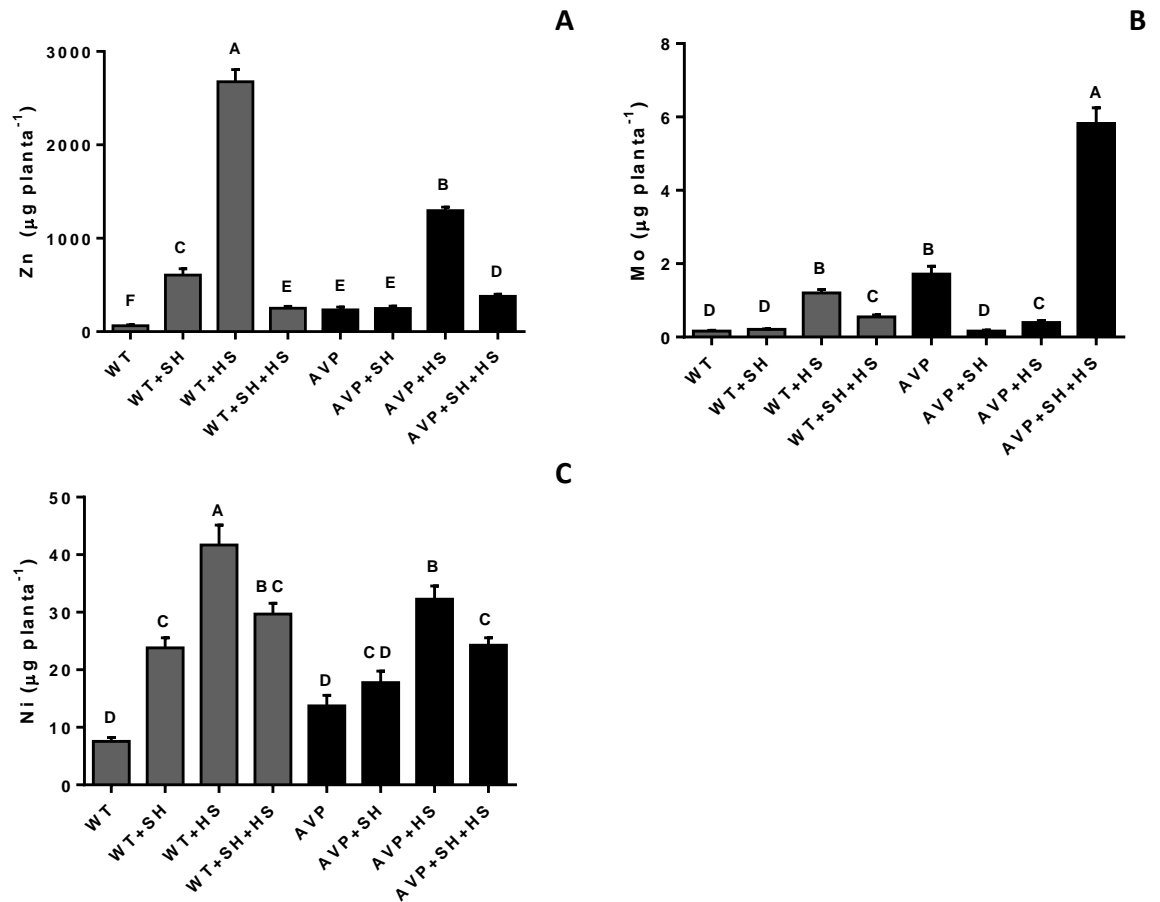 A
Zn (µg planta-1)
3000
2000
1000
0
F
C
A
E
E
E
B
D
WT
WT+SH
WT+HS
WT+SH+HS
AVP
AVP+SH
AVP+HS
AVP+SH+HS
B
Mo (µg planta-1)
8
6
4
2
0
D
D
B
C
B
D
C
A
WT
WT+SH
WT+HS
WT+SH+HS
AVP
AVP+SH
AVP+HS
AVP+SH+HS
C
Ni (µg planta-1)
50
40
30
20
10
0
D
C
A
B C
D
C D
B
C
WT
WT+SH
WT+HS
WT+SH+HS
AVP
AVP+SH
AVP+HS
AVP+SH+HS